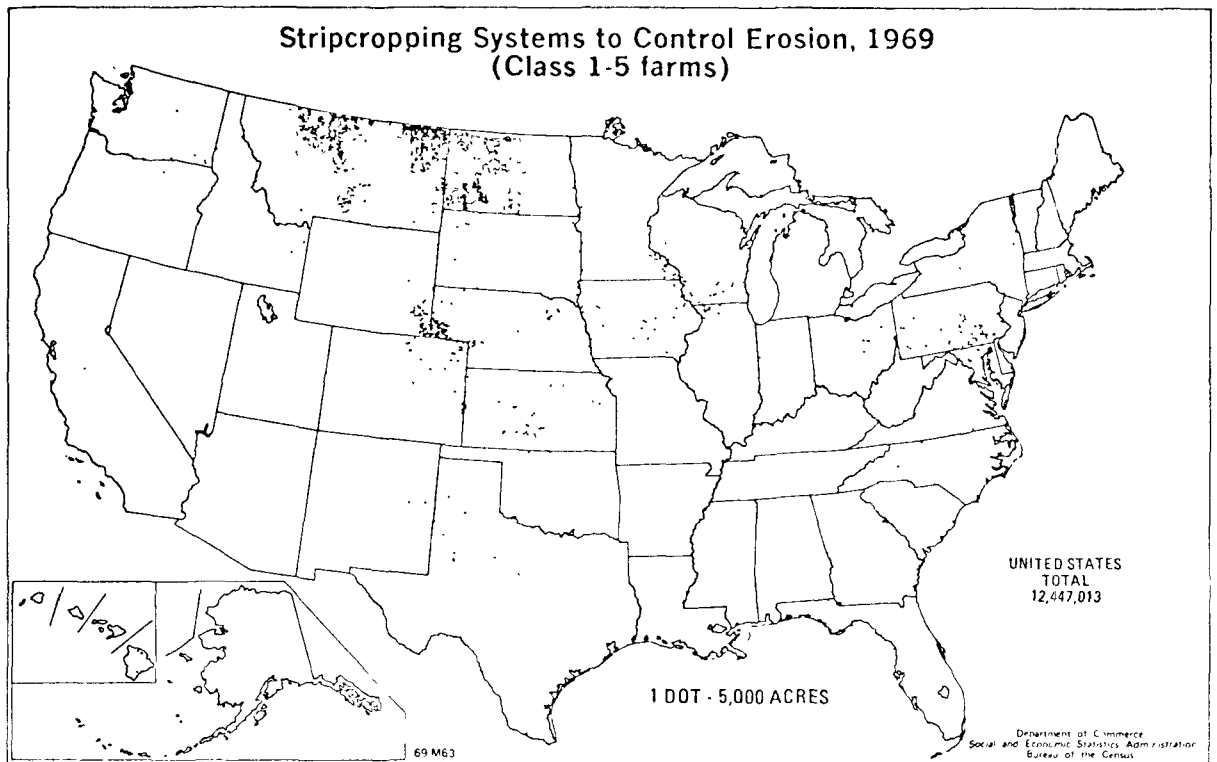 Stripcropping Systems to Control Erosion, 1969
(Class 1-5 farms)
UNITED STATES
TOTAL
12,447,013
1 DOT - 5,000 ACRES
69 M63
Department of Commerce
Social and Economic Statistics Administration
Bureau of the Census